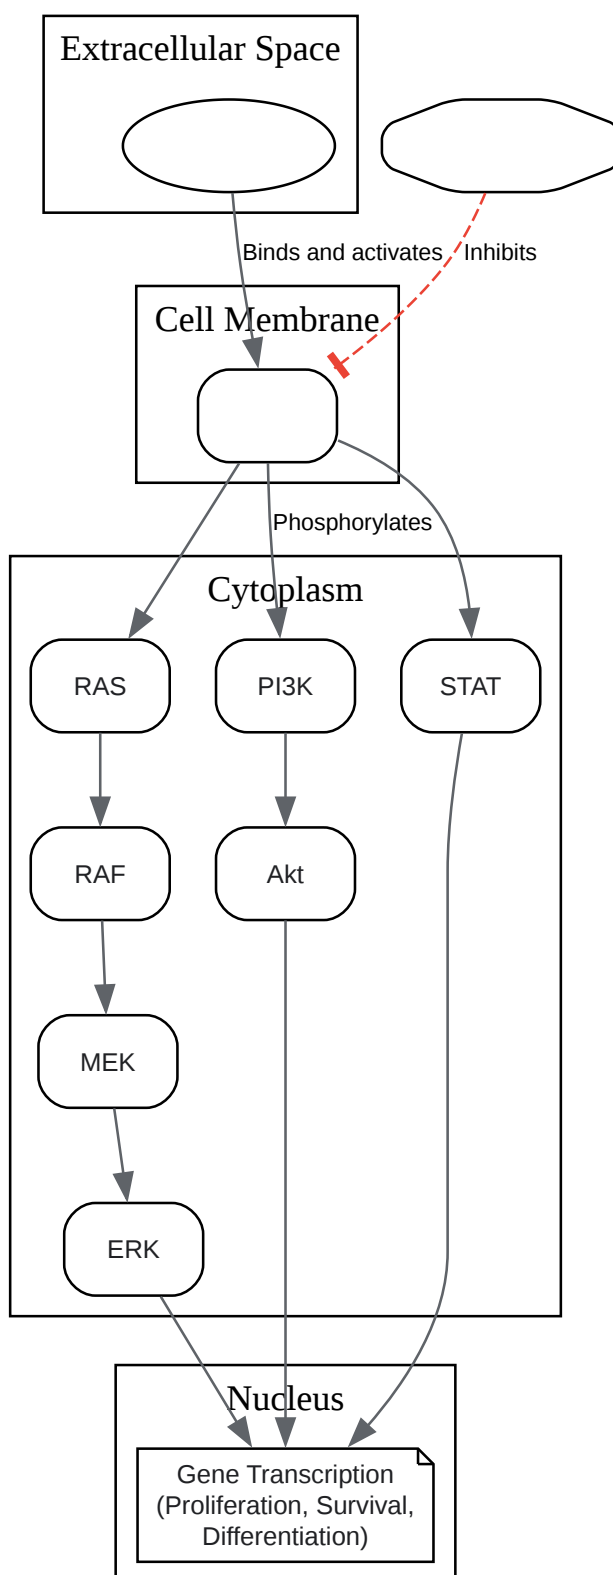 Extracellular Space
Binds and activates
Inhibits
Cell Membrane
Phosphorylates
Cytoplasm
RAS
PI3K
STAT
RAF
Akt
MEK
ERK
Nucleus
Gene Transcription
(Proliferation, Survival,
Differentiation)